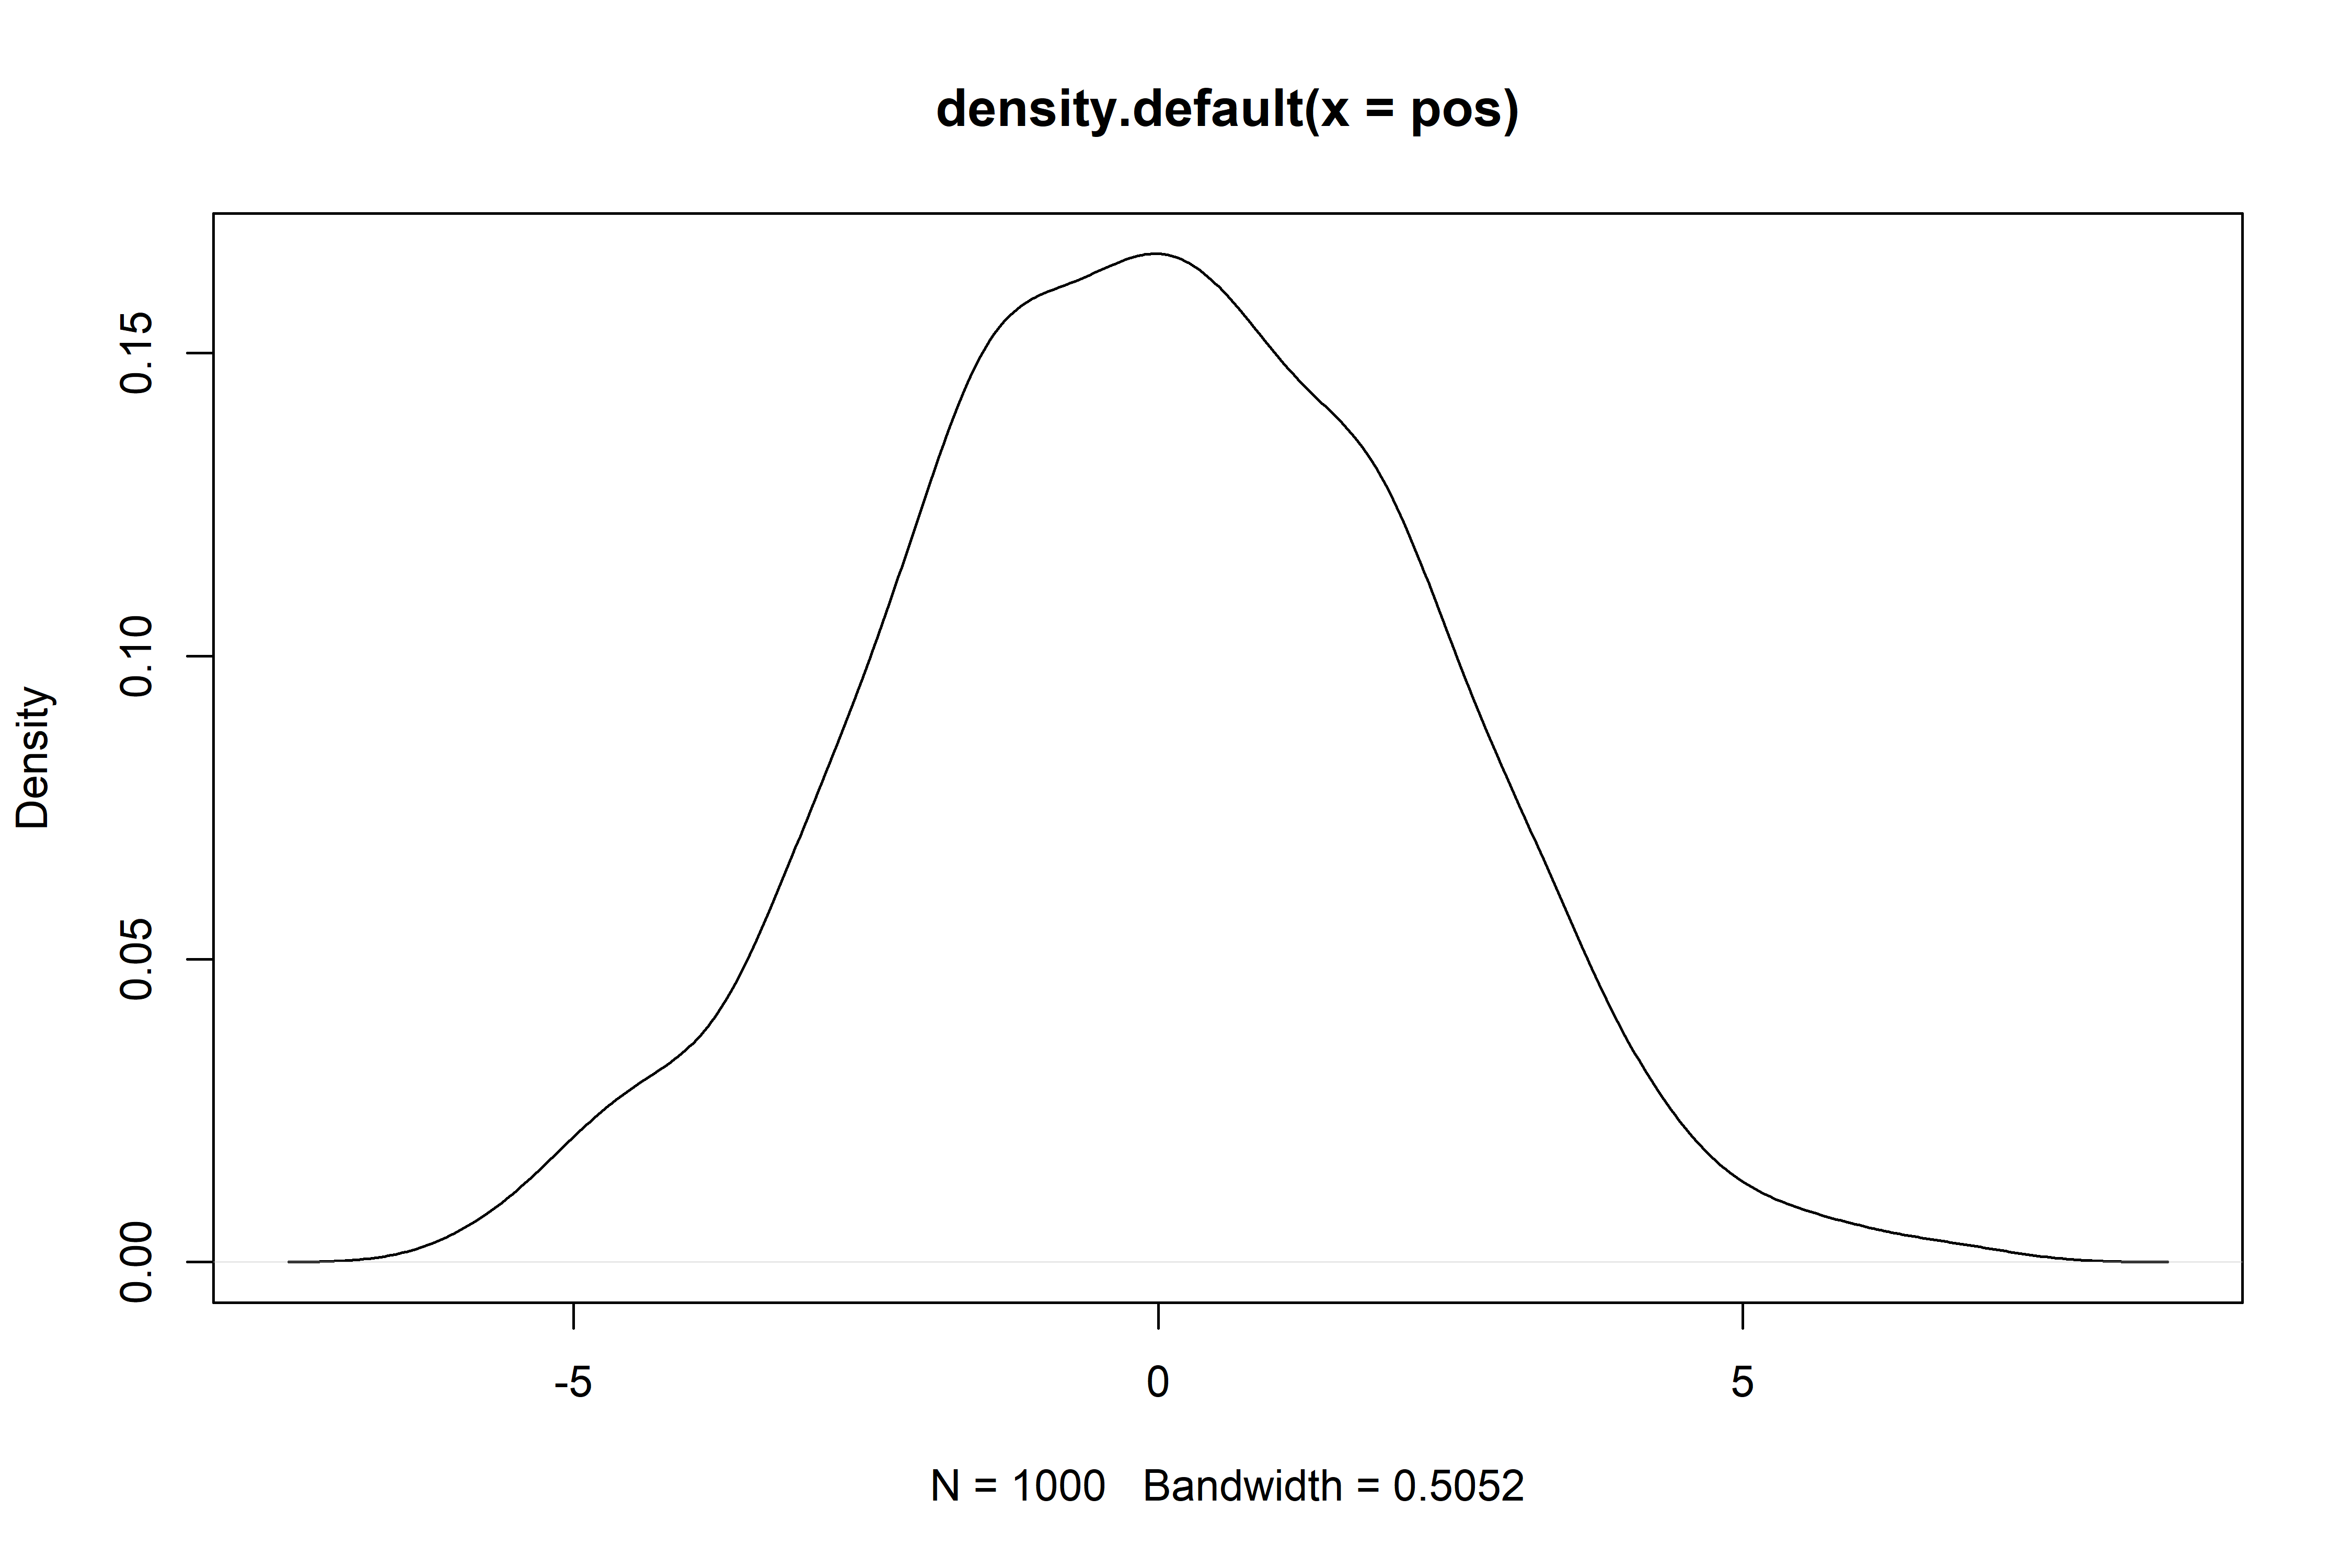 density.default(x = pos)
Density
0.15
0.10
0.05
0.00
-5 0 5
N = 1000 Bandwidth = 0.5052